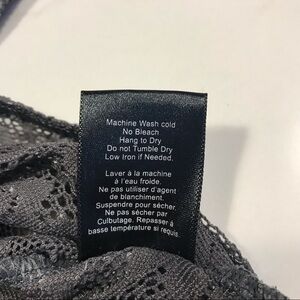 Machine Wash cold
No Bleach
Hang to Dry
Do not Tumble Dry
Low Iron if Needed.
Laver à la machine
à l'eau froide.
Ne pas utiliser d'agent
de blanchiment.
Suspendre pour sécher.
Ne pas sécher par
Culbutage. Repasser à
basse température si requis.